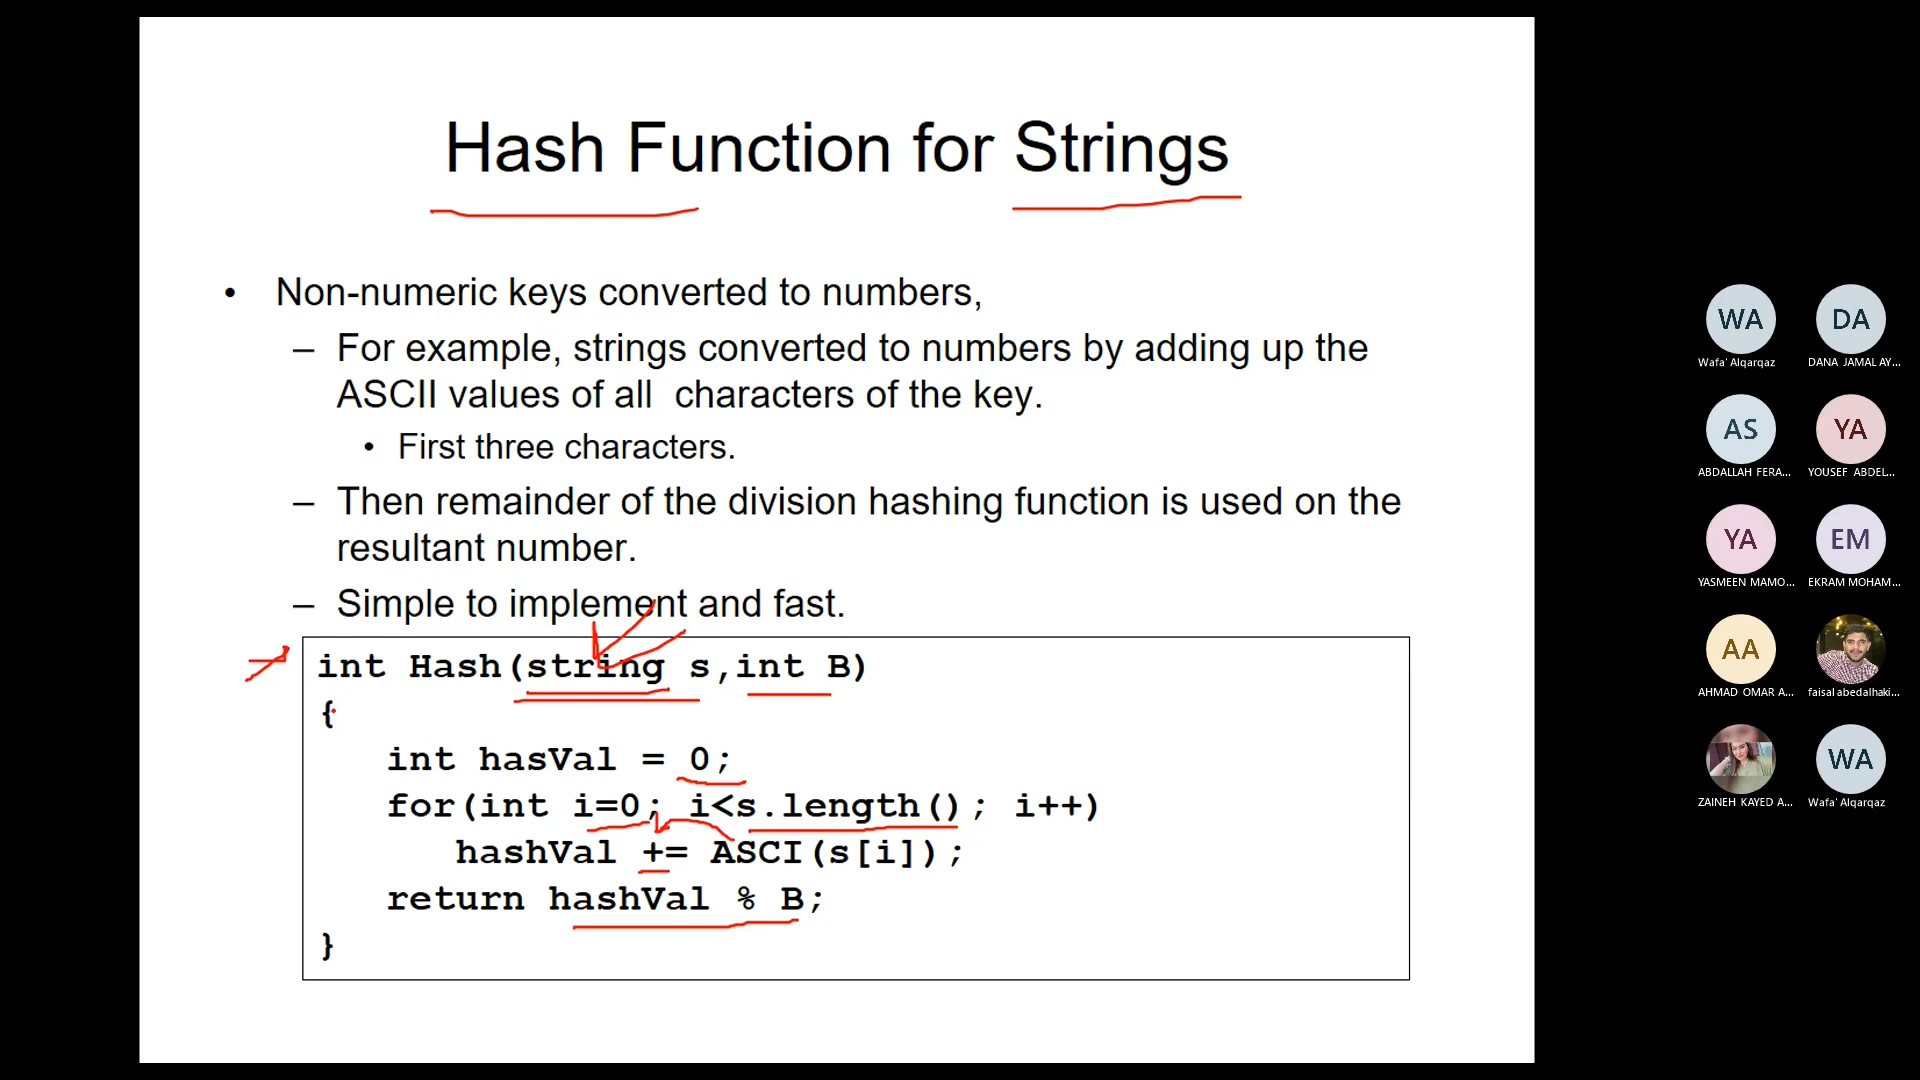 Hash Function for Strings
• Non-numeric keys converted to numbers,
– For example, strings converted to numbers by adding up the
ASCII values of all characters of the key.
• First three characters.
– Then remainder of the division hashing function is used on the
resultant number.
– Simple to implement and fast.
int Hash(string s,int B)
{
int hasVal = 0;
for(int i=0; i<s.length(); i++)
hashVal += ASCI(s[i]);
return hashVal % B;
}
WA DA
Wafa' Alqarqaz DANA JAMAL AY...
AS YA
ABDALLAH FERA... YOUSEF ABDEL...
YA EM
YASMEEN MAMO... EKRAM MOHAM...
AA
AHMAD OMAR A... faisal abedalhaki...
WA
ZAINEH KAYED A... Wafa' Alqarqaz